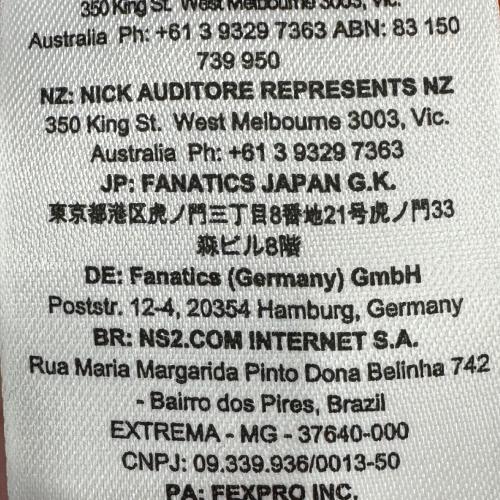 350 King St. West Melbourne 3003, Vic.
Australia Ph: +61 3 9329 7363 ABN: 83 150
739 950
NZ: NICK AUDITORE REPRESENTS NZ
350 King St. West Melbourne 3003, Vic.
Australia Ph: +61 3 9329 7363
JP: FANATICS JAPAN G.K.
東京都港区虎ノ門三丁目8番地21号虎ノ門33
森ビル8階
DE: Fanatics (Germany) GmbH
Poststr. 12-4, 20354 Hamburg, Germany
BR: NS2.COM INTERNET S.A.
Rua Maria Margarida Pinto Dona Belinha 742
- Bairro dos Pires, Brazil
EXTREMA - MG - 37640-000
CNPJ: 09.339.936/0013-50
PA: FEXPRO INC.